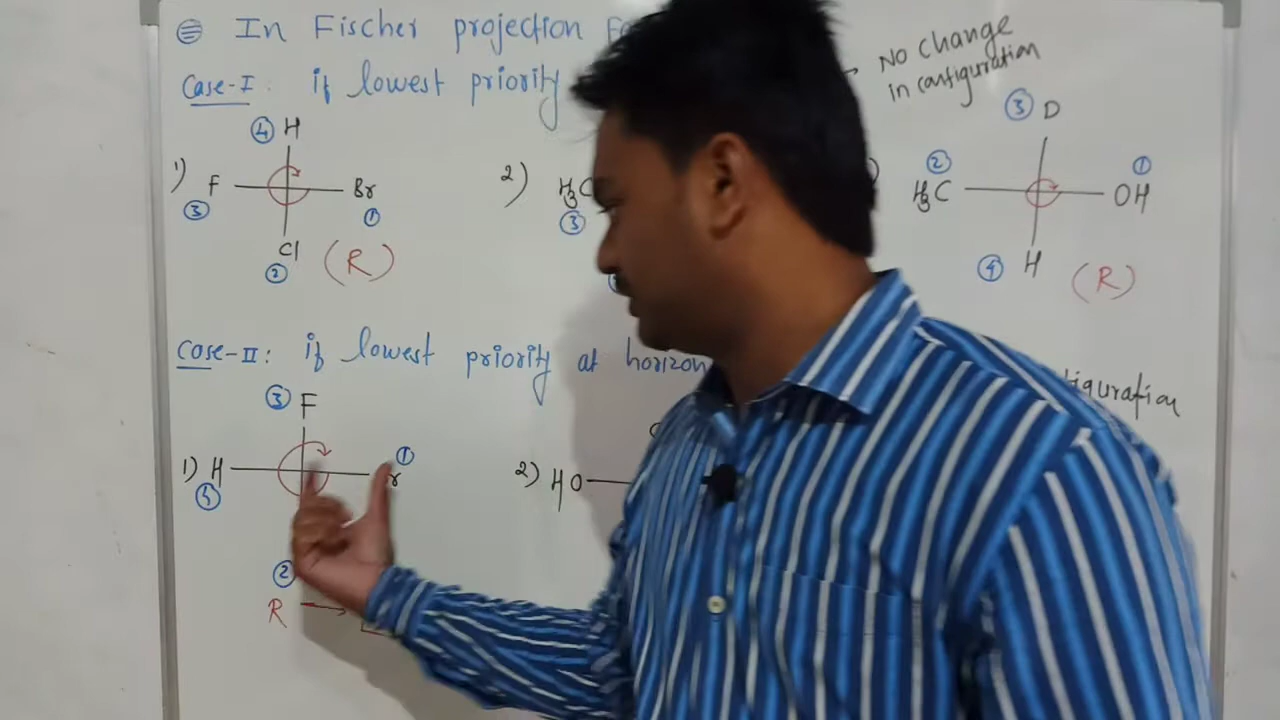 In Fischer projection
Case-I: if lowest priority
No change
in configuration
1) ④ H
F Br
③ ①
Cl
② (R)
2) H3C
③
③ D
② ①
H3C OH
④ H (R)
Case-II: if lowest priority at horizon
iguration
③ F
①
1) H r
④
②
R →
2) HO